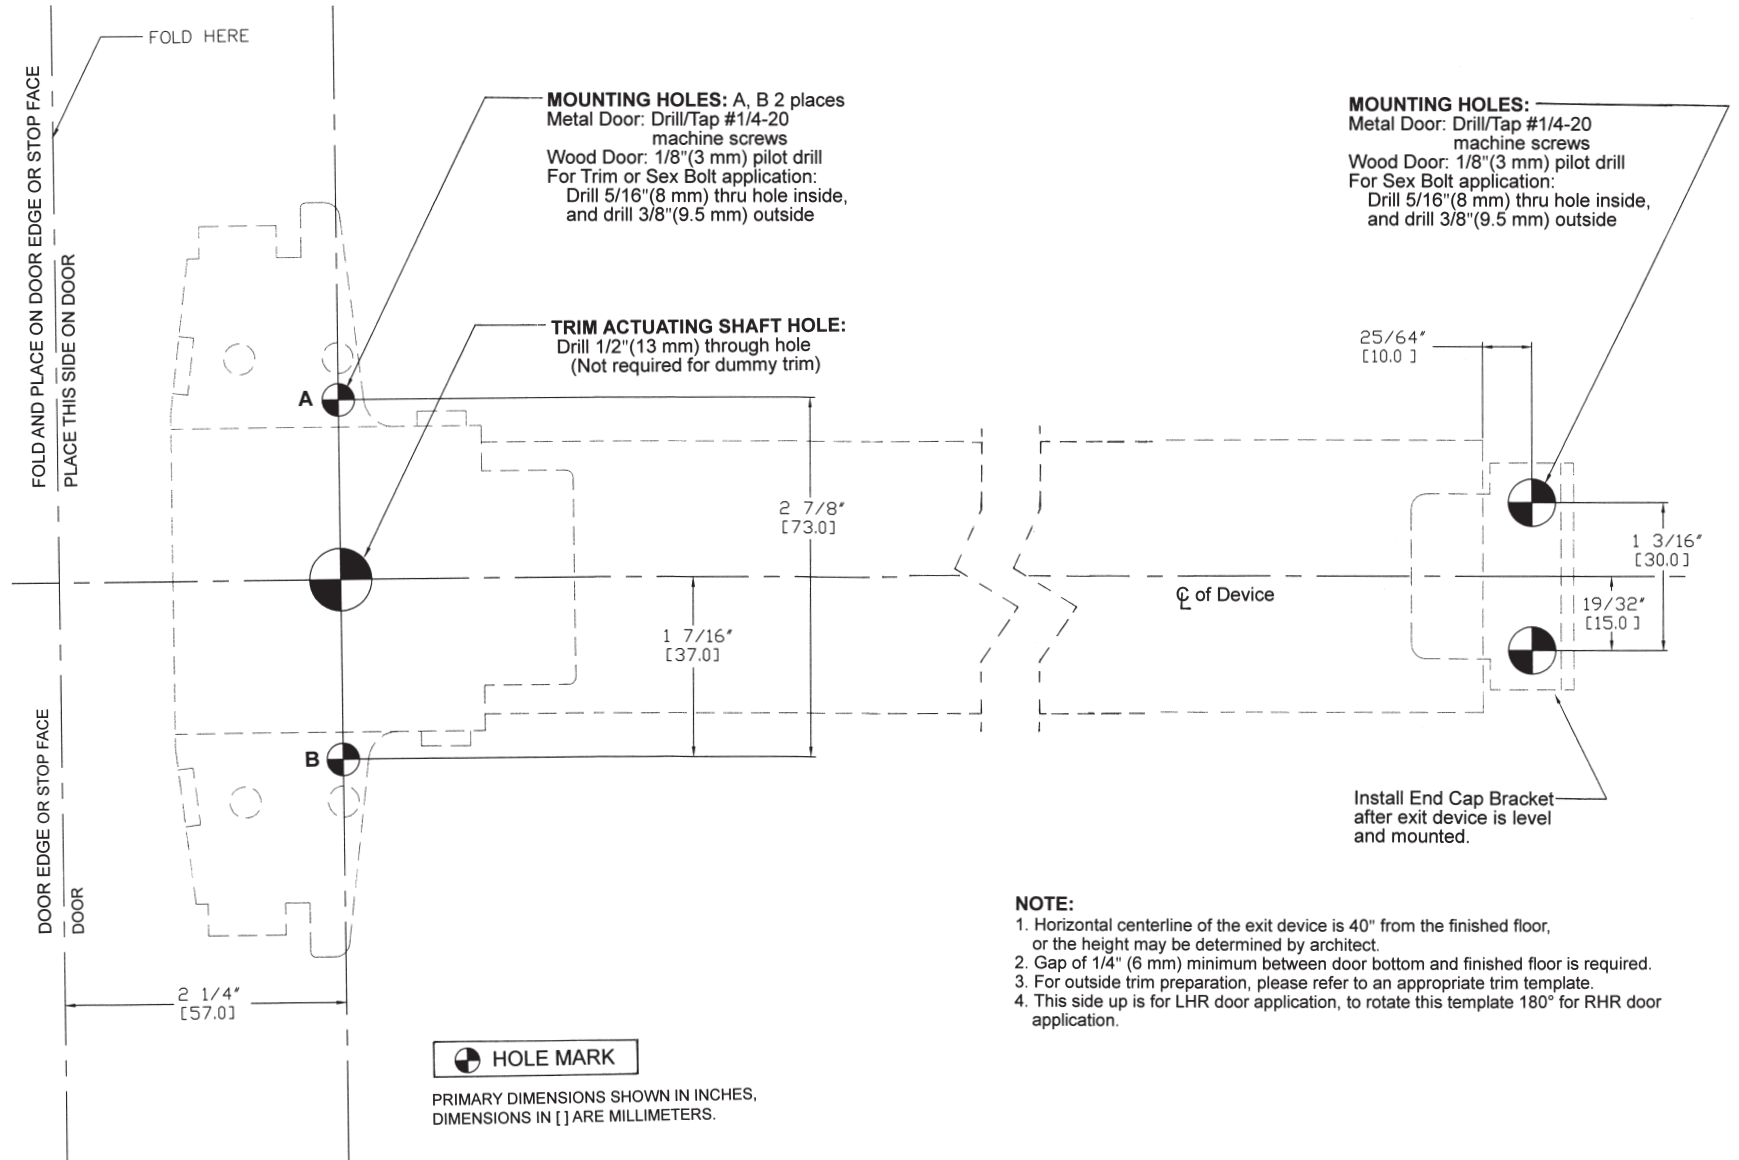 FOLD HERE
FOLD AND PLACE ON DOOR EDGE OR STOP FACE
PLACE THIS SIDE ON DOOR
MOUNTING HOLES: A, B 2 places
Metal Door: Drill/Tap #1/4-20
machine screws
Wood Door: 1/8"(3 mm) pilot drill
For Trim or Sex Bolt application:
Drill 5/16"(8 mm) thru hole inside,
and drill 3/8"(9.5 mm) outside
MOUNTING HOLES:
Metal Door: Drill/Tap #1/4-20
machine screws
Wood Door: 1/8"(3 mm) pilot drill
For Sex Bolt application:
Drill 5/16"(8 mm) thru hole inside,
and drill 3/8"(9.5 mm) outside
TRIM ACTUATING SHAFT HOLE:
Drill 1/2"(13 mm) through hole
(Not required for dummy trim)
25/64"
[10.0 ]
A
2 7/8"
[73.0]
1 3/16"
[30.0]
℄ of Device
19/32"
[15.0 ]
1 7/16"
[37.0]
B
DOOR EDGE OR STOP FACE
DOOR
Install End Cap Bracket
after exit device is level
and mounted.
2 1/4"
[57.0]
NOTE:
1. Horizontal centerline of the exit device is 40" from the finished floor,
or the height may be determined by architect.
2. Gap of 1/4" (6 mm) minimum between door bottom and finished floor is required.
3. For outside trim preparation, please refer to an appropriate trim template.
4. This side up is for LHR door application, to rotate this template 180° for RHR door
application.
HOLE MARK
PRIMARY DIMENSIONS SHOWN IN INCHES,
DIMENSIONS IN [ ] ARE MILLIMETERS.